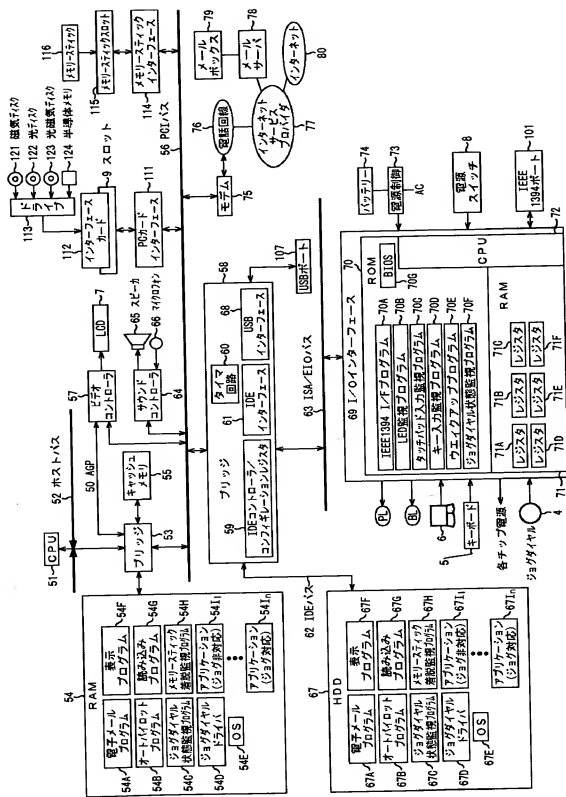 51 CPU
52 ホストバス
50 AGP
53
ブリッジ
キャッシュ
メモリ
55
57
ビデオ
コントローラ
LCD
7
65 スピーカ
66 マイクロフォン
サウンド
コントローラ
64
121 磁気ディスク
122 光ディスク
123 光磁気ディスク
124 半導体メモリ
ドライブ
113
112
インターフェース
カード
9 スロット
PCカード
インターフェース
111
116
メモリースティック
115
メモリースティックスロット
メモリースティック
インターフェース
114
56 PCIバス
54
RAM
54A
電子メール
プログラム
54B
オートパイロット
プログラム
54C
ジョグダイヤル
状態監視プログラム
54D
ジョグダイヤル
ドライバ
54E
OS
表示
プログラム
54F
読み込み
プログラム
54G
メモリースティック
着脱監視プログラム
54H
アプリケーション
(ジョグ非対応)
54I1
アプリケーション
(ジョグ対応)
54In
58
ブリッジ
59
IDEコントローラ/
コンフィギレーションレジスタ
60
タイマ
回路
61
IDE
インターフェース
68
USB
インターフェース
107
USBポート
75
モデム
76
電話回線
インターネット
サービス
プロバイダ
77
メール
サーバ
78
メール
ボックス
79
インターネット
80
62 IDEバス
63 ISA/EIOバス
67
HDD
67A
電子メール
プログラム
67B
オートパイロット
プログラム
67C
ジョグダイヤル
状態監視プログラム
67D
ジョグダイヤル
ドライバ
67E
OS
表示
プログラム
67F
読み込み
プログラム
67G
メモリースティック
着脱監視プログラム
67H
アプリケーション
(ジョグ非対応)
67I1
アプリケーション
(ジョグ対応)
67In
69 I/Oインターフェース
70
ROM
BIOS
70G
IEEE1394 I/Fプログラム
70A
LED監視プログラム
70B
タッチパッド入力監視プログラム
70C
キー入力監視プログラム
70D
ウエイクアッププログラム
70E
ジョグダイヤル状態監視プログラム
70F
CPU
72
RAM
71
71A
レジスタ
71B
レジスタ
71C
レジスタ
レジスタ
71D
レジスタ
71E
レジスタ
71F
PL
BL
6
キーボード
5
各チップ電源
ジョグダイヤル
4
バッテリー
74
電源制御
73
AC
電源
スイッチ
8
IEEE
1394ポート
101